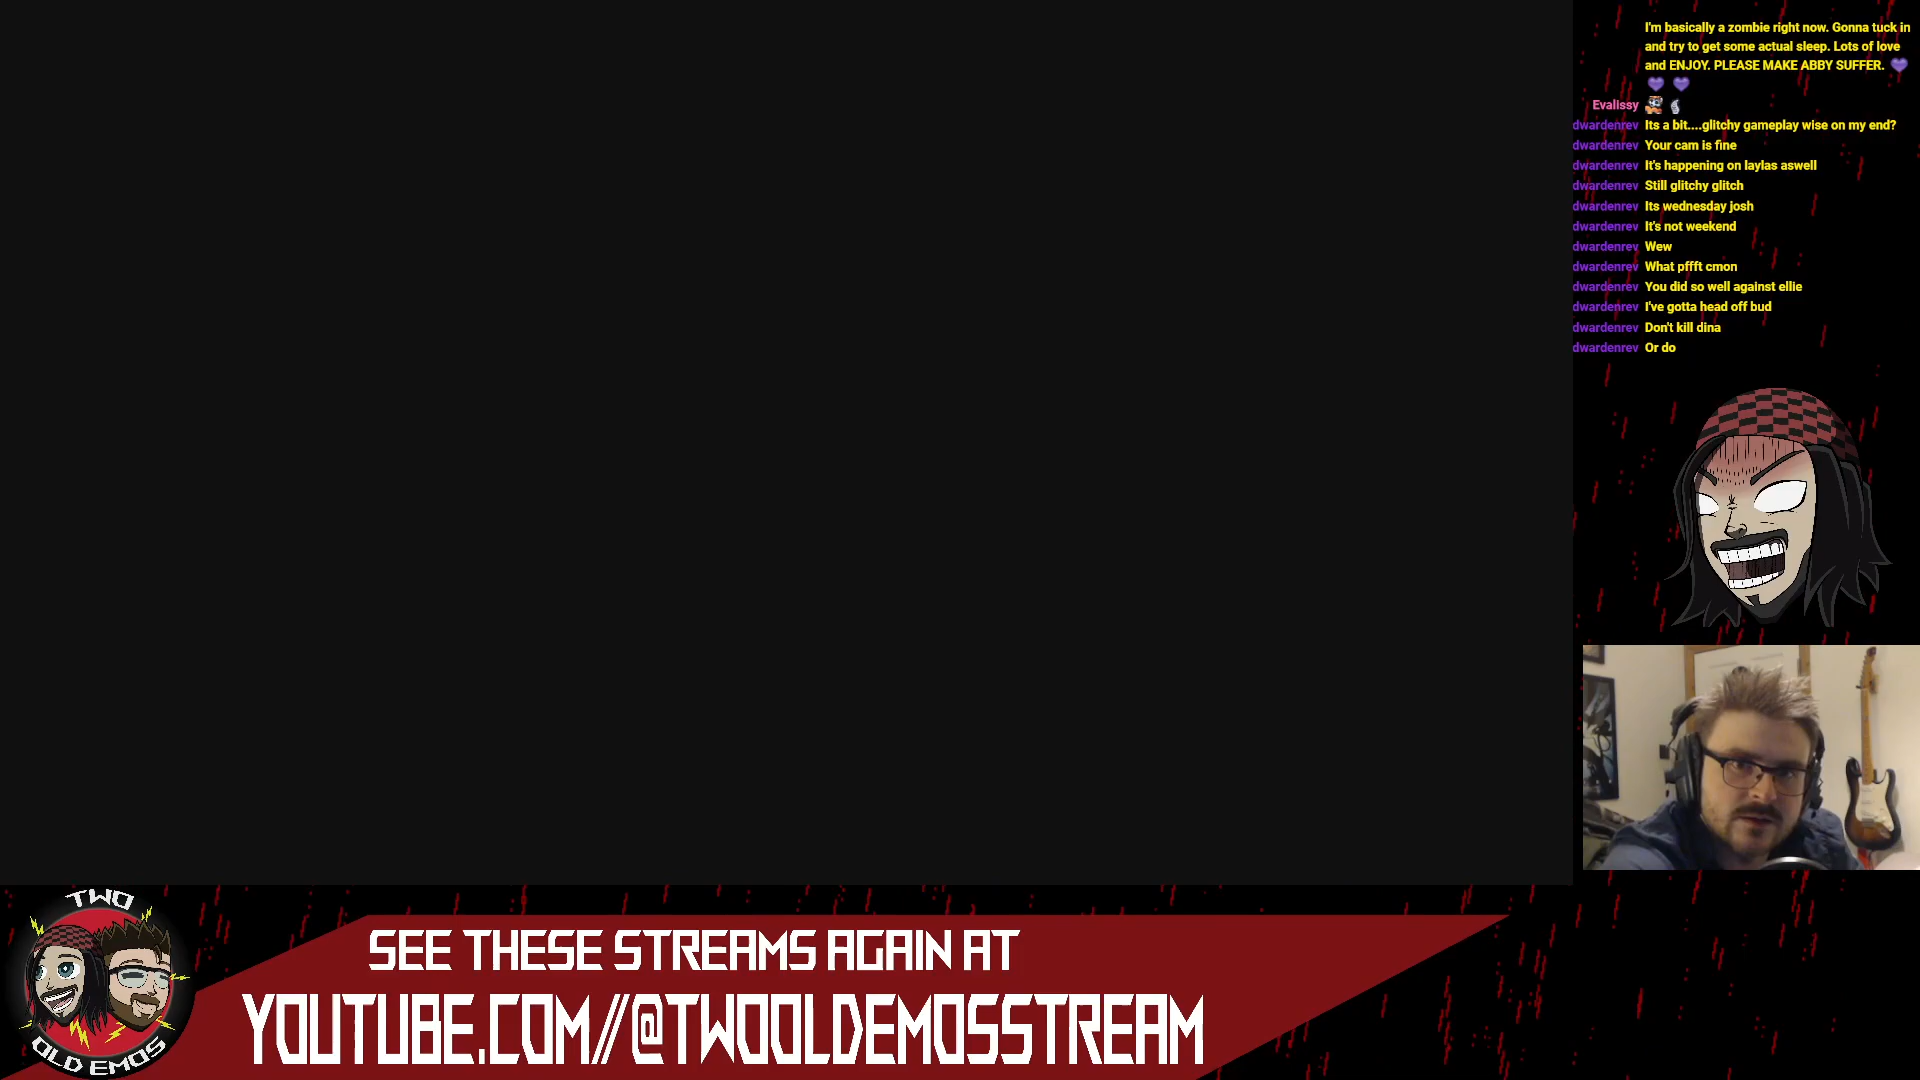 I'm basically a zombie right now. Gonna tuck in
and try to get some actual sleep. Lots of love
and ENJOY. PLEASE MAKE ABBY SUFFER. 💜
💜 💜
Evalissy
dwardenrev Its a bit....glitchy gameplay wise on my end?
dwardenrev Your cam is fine
dwardenrev It's happening on laylas aswell
dwardenrev Still glitchy glitch
dwardenrev Its wednesday josh
dwardenrev It's not weekend
dwardenrev Wew
dwardenrev What pffft cmon
dwardenrev You did so well against ellie
dwardenrev I've gotta head off bud
dwardenrev Don't kill dina
dwardenrev Or do
TWO
OLD EMOS
SEE THESE STREAMS AGAIN AT
YOUTUBE.COM//@TWOOLDEMOSSTREAM